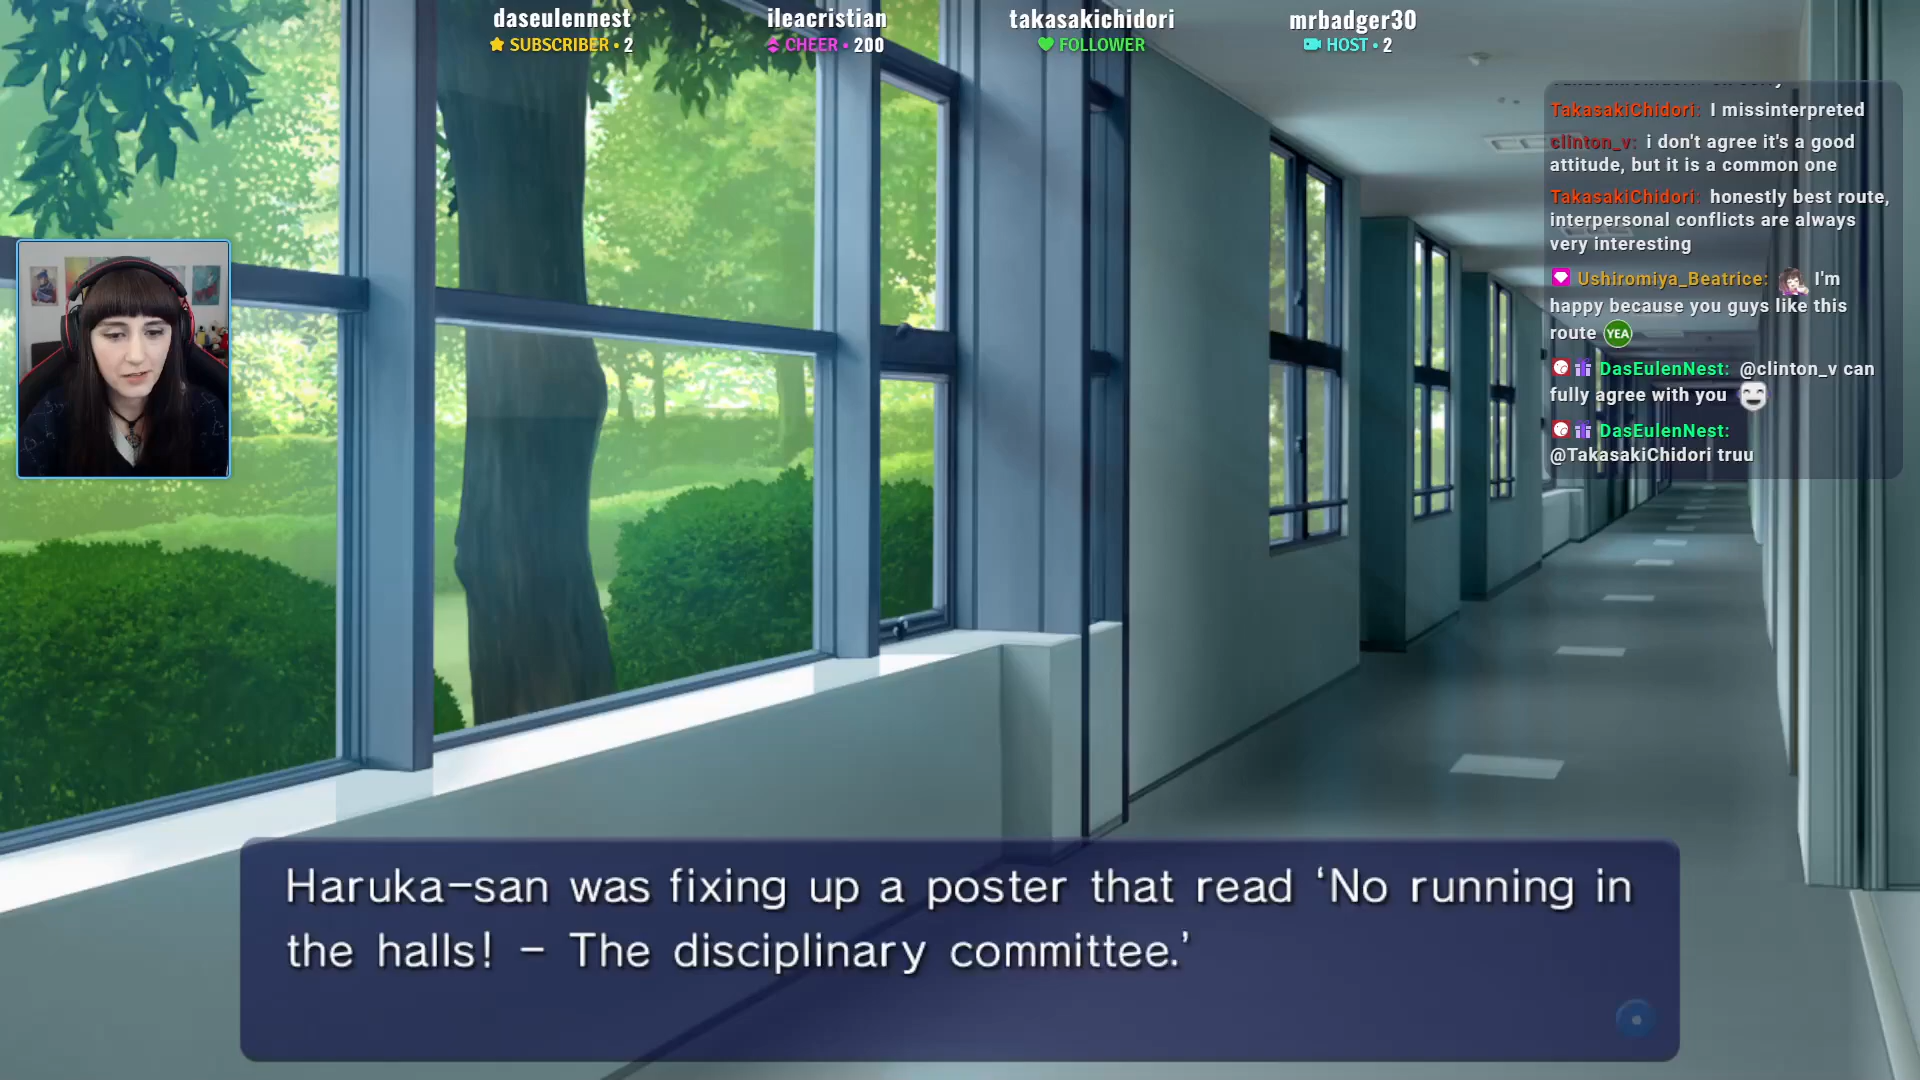 daseulennest
SUBSCRIBER • 2
ileacristian
CHEER • 200
takasakichidori
FOLLOWER
mrbadger30
HOST • 2
TakasakiChidori: I missinterpreted
clinton_v: i don't agree it's a good
attitude, but it is a common one
TakasakiChidori: honestly best route,
interpersonal conflicts are always
very interesting
Ushiromiya_Beatrice: I'm
happy because you guys like this
route YEA
DasEulenNest: @clinton_v can
fully agree with you
DasEulenNest:
@TakasakiChidori truu
Haruka-san was fixing up a poster that read ‘No running in
the halls! - The disciplinary committee.’